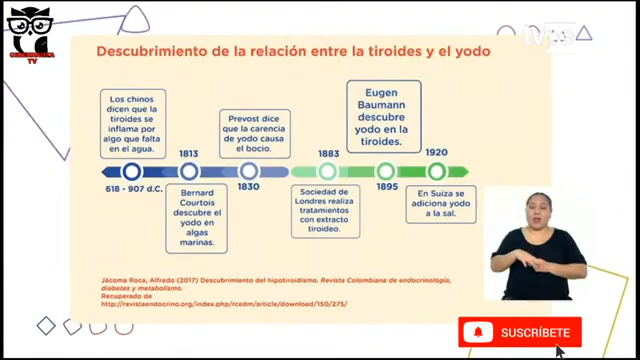 Descubrimiento de la relación entre la tiroides y el yodo
Los chinos
dicen que la
tiroides se
inflama por
algo que falta
en el agua.
618 - 907 d.C.
1813
Bernard
Courtois
descubre el
yodo en
algas
marinas.
Prevost dice
que la carencia
de yodo causa
el bocio.
1830
1883
Sociedad de
Londres realiza
tratamientos
con extracto
tiroideo.
Eugen
Baumann
descubre
yodo en la
tiroides.
1895
1920
En Suiza se
adiciona yodo
a la sal.
Jácoma Roca, Alfredo (2017) Descubrimiento del hipotiroidismo. Revista Colombiana de endocrinología,
diabetes y metabolismo.
Recuperado de
http://revistaendocrino.org/index.php/rcedm/article/download/150/275/
TV
SUSCRÍBETE